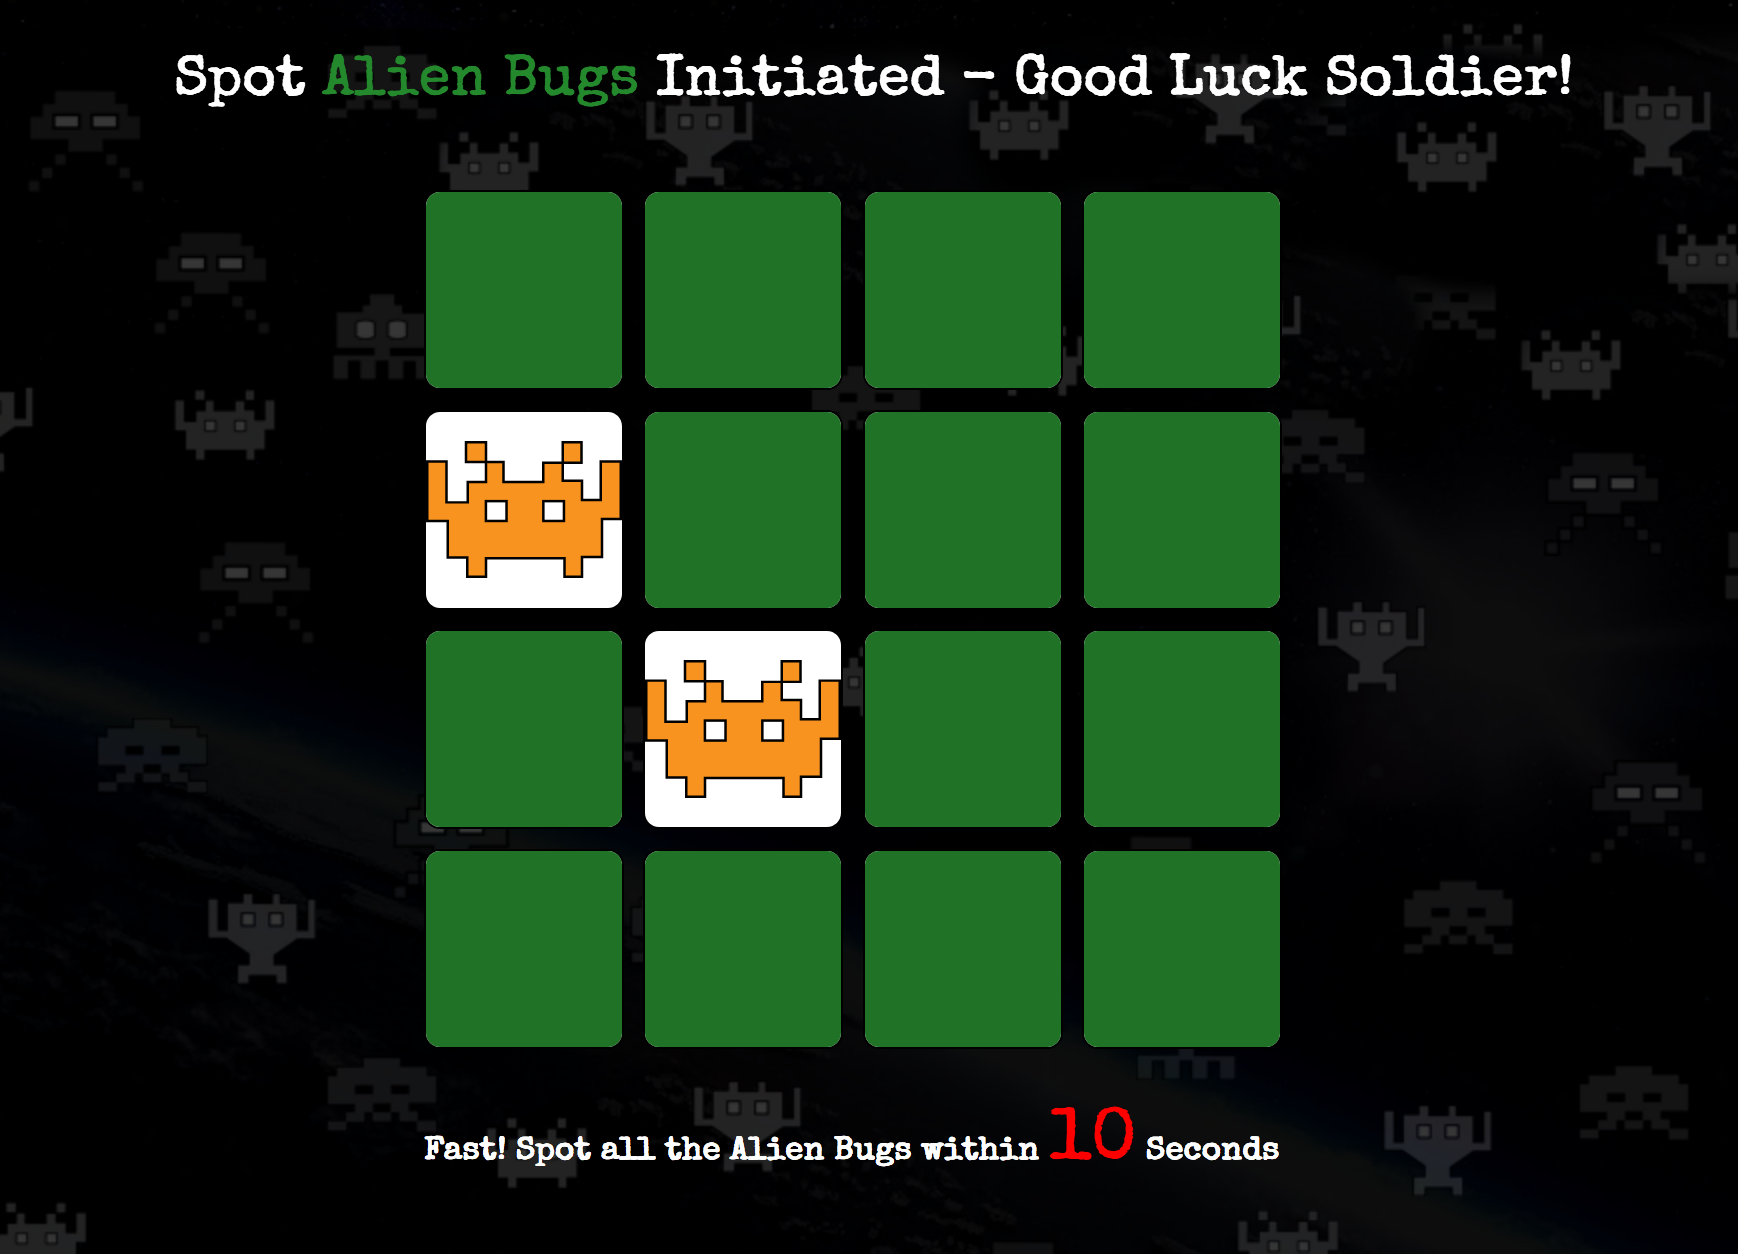 Spot Alien Bugs Initiated - Good Luck Soldier!
Fast! Spot all the Alien Bugs within 10 Seconds